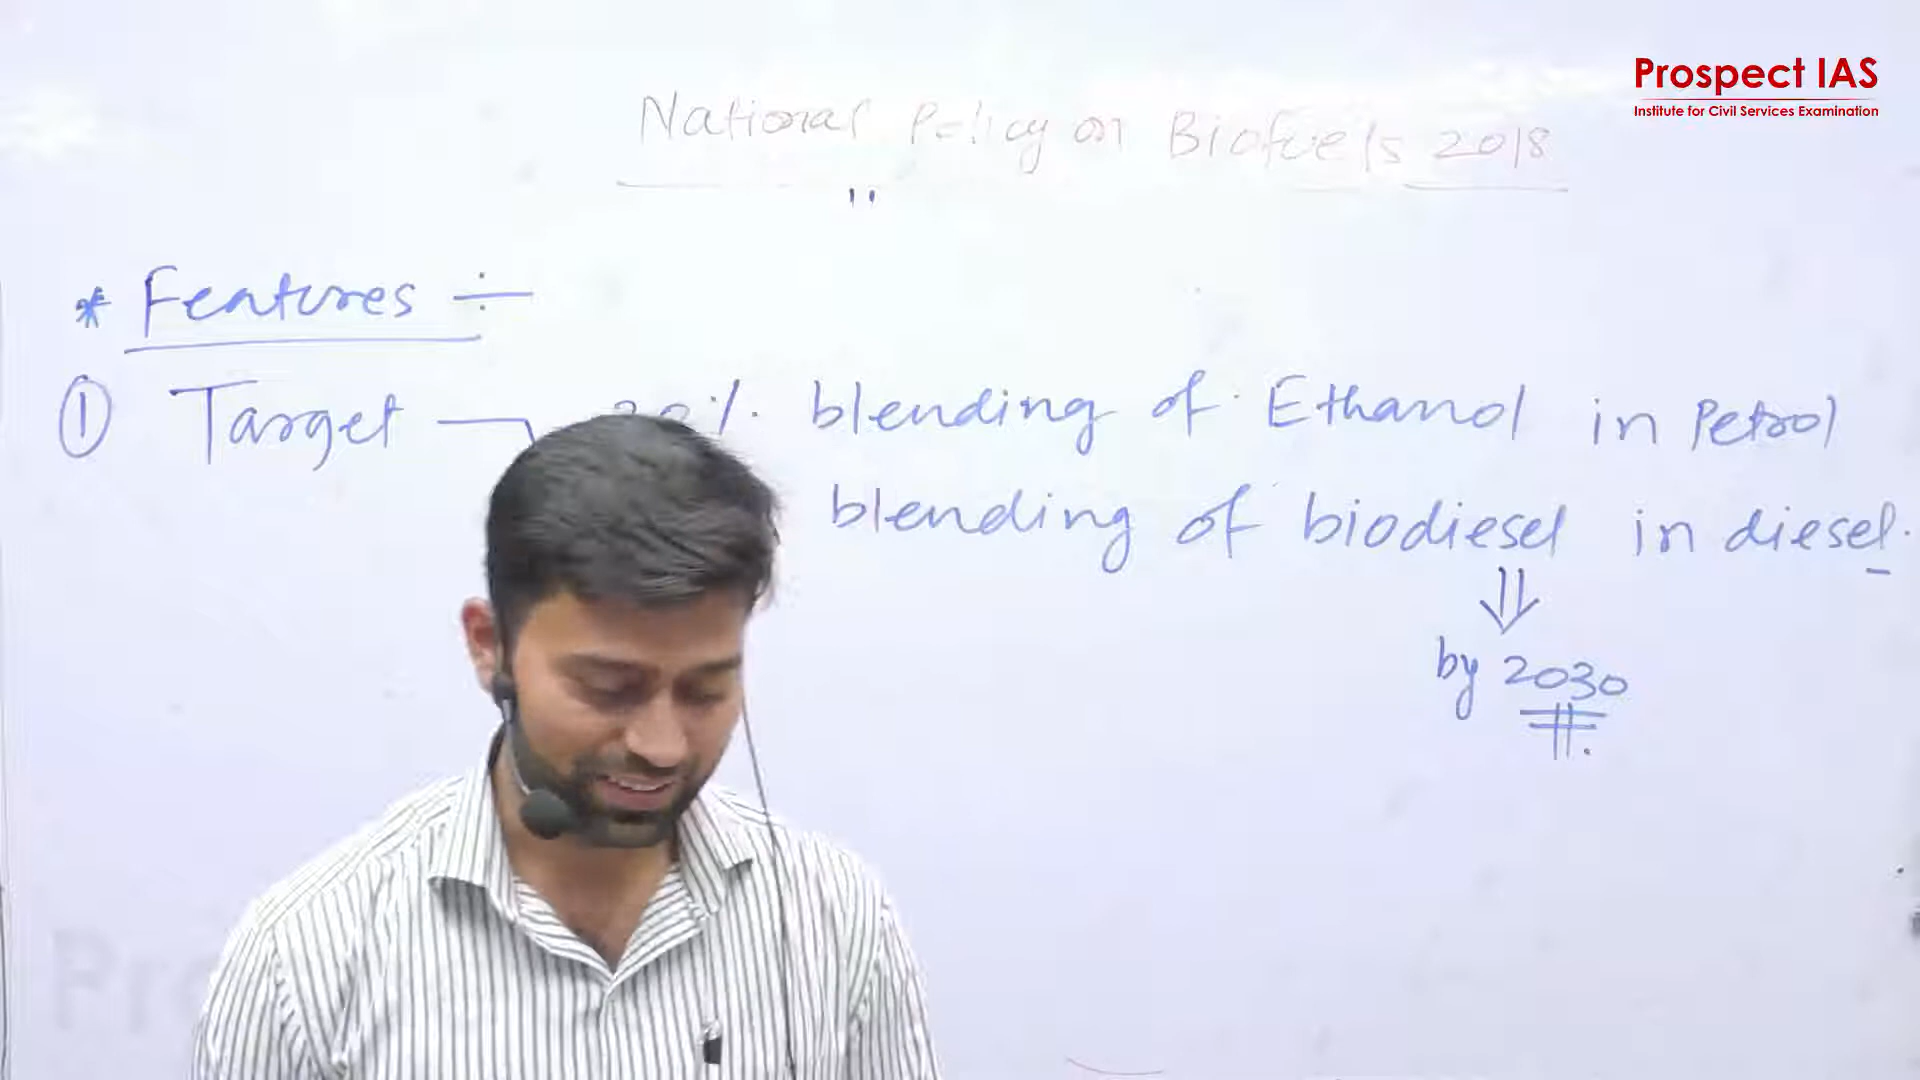 Prospect IAS
Institute for Civil Services Examination
National Policy on Biofuels 2018
"
* Features ÷
① Target 20% blending of Ethanol in Petrol
blending of biodiesel in diesel.
⇓
by 2030